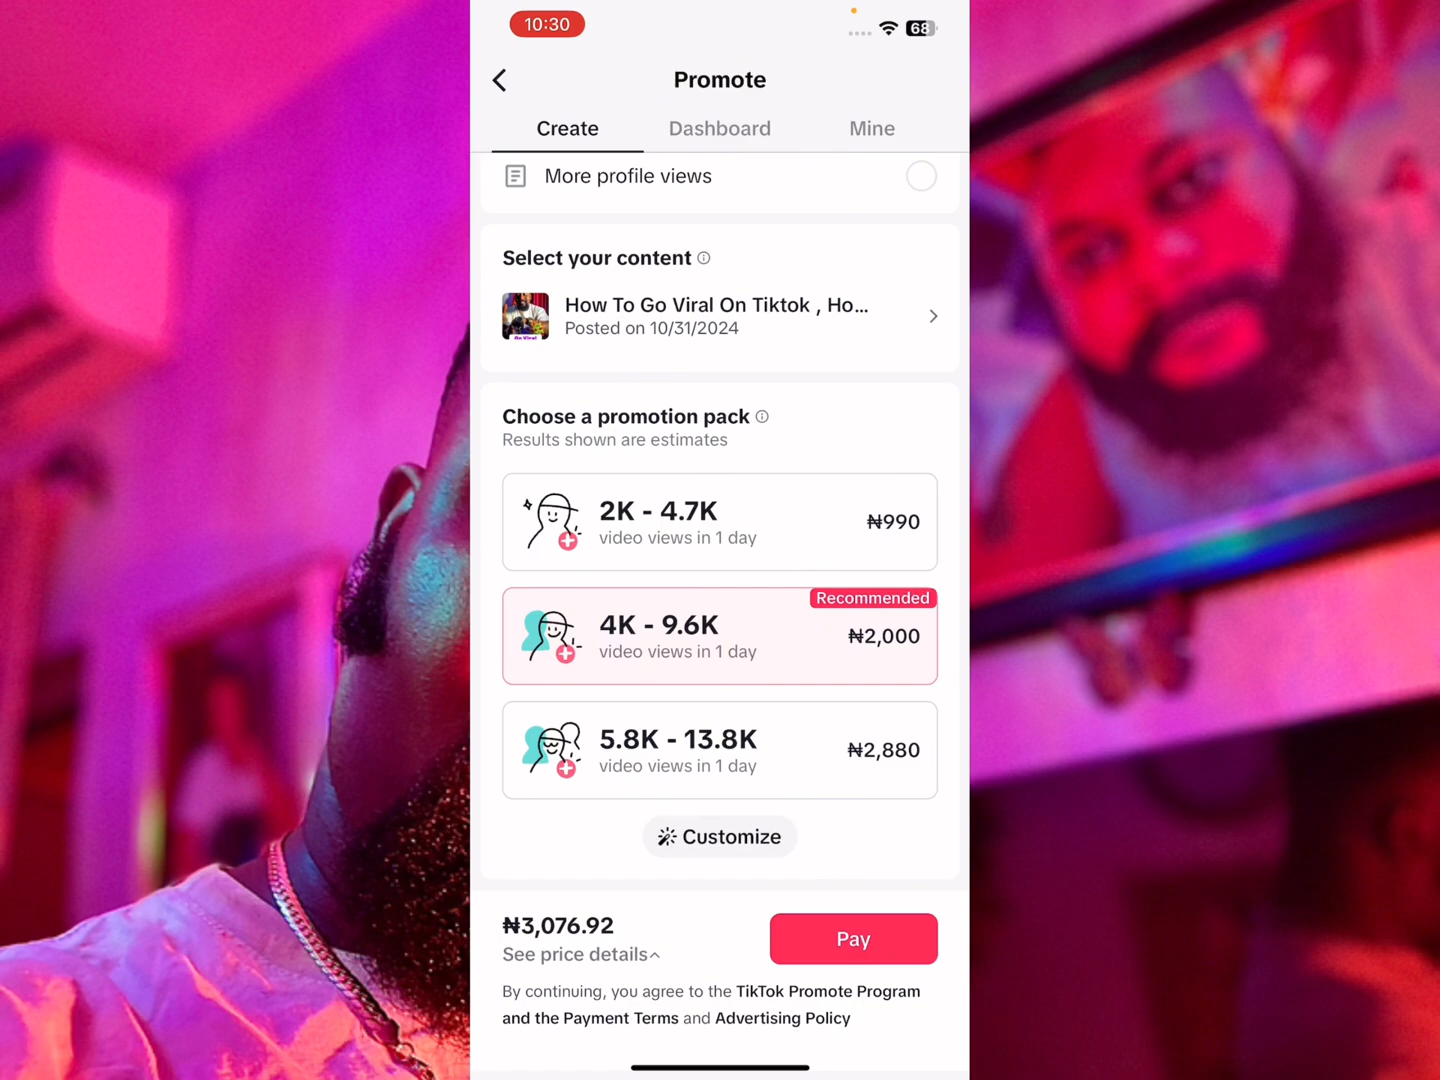 10:30
68
Promote
Create Dashboard Mine
More profile views
Select your content
How To Go Viral On Tiktok , Ho...
Posted on 10/31/2024
Choose a promotion pack
Results shown are estimates
2K - 4.7K
video views in 1 day
₦990
Recommended
4K - 9.6K
video views in 1 day
₦2,000
5.8K - 13.8K
video views in 1 day
₦2,880
Customize
₦3,076.92
See price details
Pay
By continuing, you agree to the TikTok Promote Program
and the Payment Terms and Advertising Policy